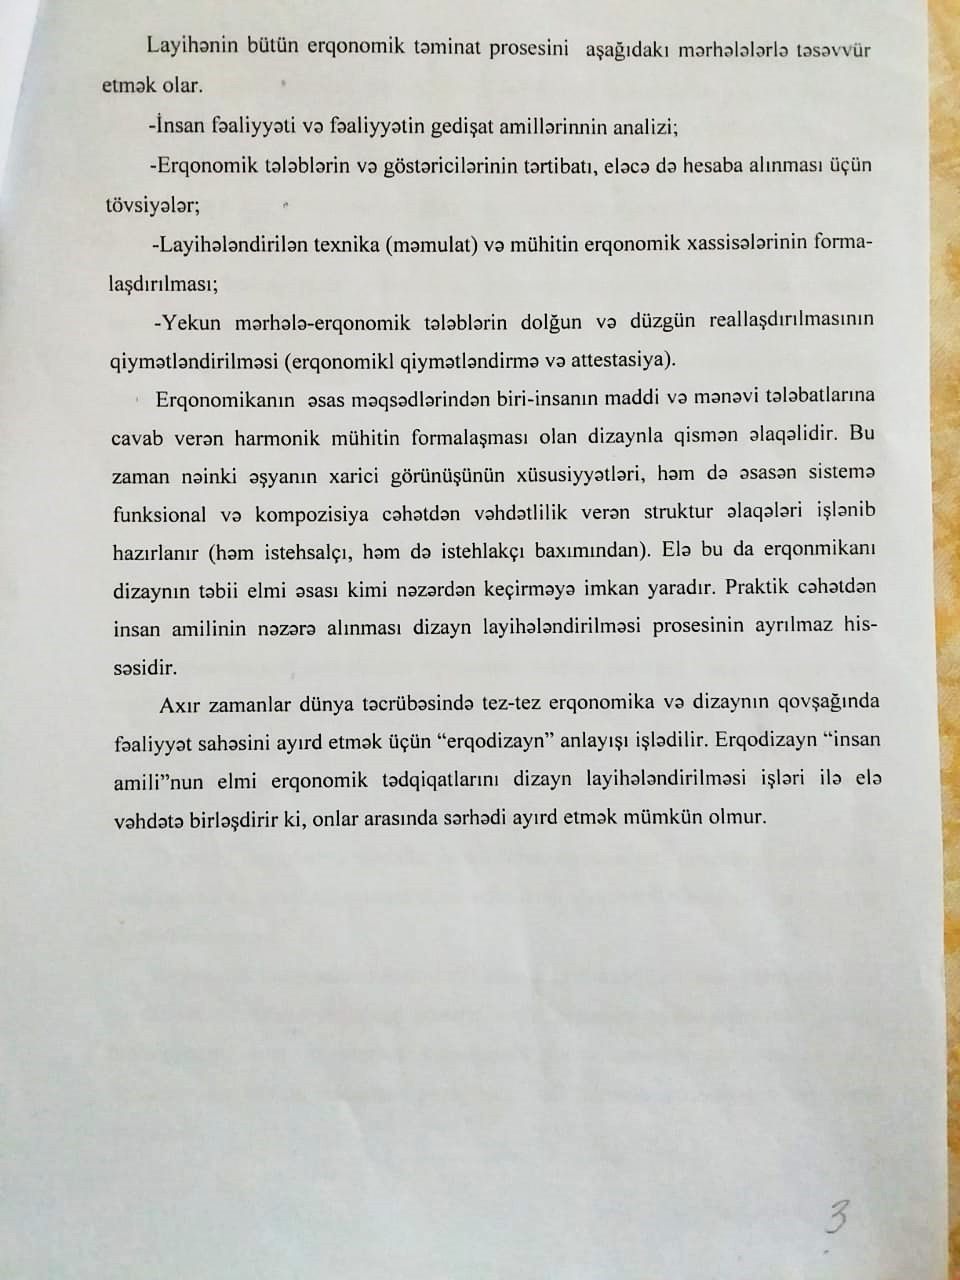 Layihənin bütün erqonomik təminat prosesini aşağıdakı mərhələlərlə təsəvvür
etmək olar.
-İnsan fəaliyyəti və fəaliyyətin gedişat amillərinnin analizi;
-Erqonomik tələblərin və göstəricilərinin tərtibatı, eləcə də hesaba alınması üçün
tövsiyələr;
-Layihələndirilən texnika (məmulat) və mühitin erqonomik xassisələrinin forma-
laşdırılması;
-Yekun mərhələ-erqonomik tələblərin dolğun və düzgün reallaşdırılmasının
qiymətləndirilməsi (erqonomikl qiymətləndirmə və attestasiya).
Erqonomikanın əsas məqsədlərindən biri-insanın maddi və mənəvi tələbatlarına
cavab verən harmonik mühitin formalaşması olan dizaynla qismən əlaqəlidir. Bu
zaman nəinki əşyanın xarici görünüşünün xüsusiyyətləri, həm də əsasən sistemə
funksional və kompozisiya cəhətdən vəhdətlilik verən struktur əlaqələri işlənib
hazırlanır (həm istehsalçı, həm də istehlakçı baxımından). Elə bu da erqonmikanı
dizaynın təbii elmi əsası kimi nəzərdən keçirməyə imkan yaradır. Praktik cəhətdən
insan amilinin nəzərə alınması dizayn layihələndirilməsi prosesinin ayrılmaz his-
səsidir.
Axır zamanlar dünya təcrübəsində tez-tez erqonomika və dizaynın qovşağında
fəaliyyət sahəsini ayırd etmək üçün “erqodizayn” anlayışı işlədilir. Erqodizayn “insan
amili”nun elmi erqonomik tədqiqatlarını dizayn layihələndirilməsi işləri ilə elə
vəhdətə birləşdirir ki, onlar arasında sərhədi ayırd etmək mümkün olmur.
3